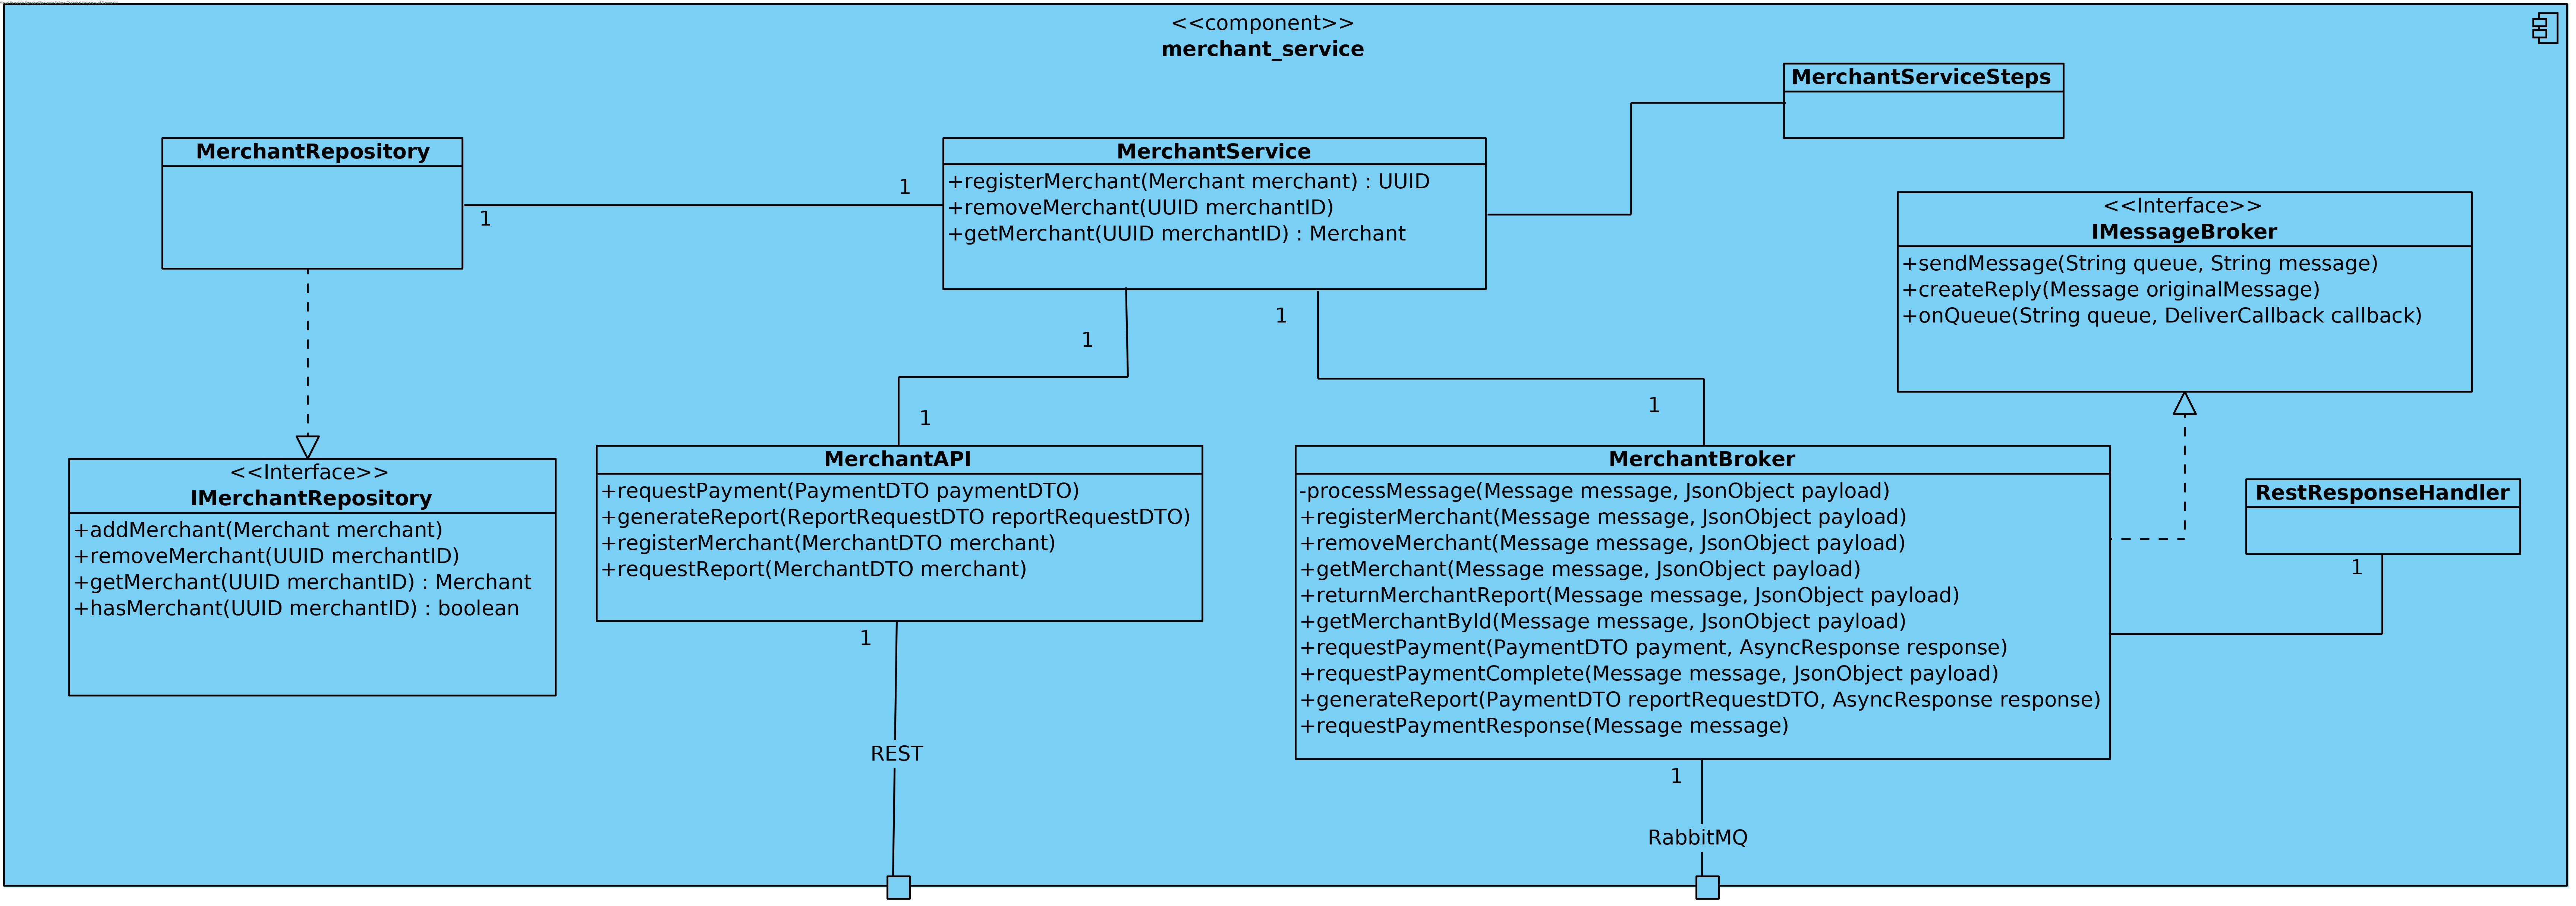 <<component>>
merchant_service
MerchantServiceSteps
MerchantRepository
1
1
MerchantService
+registerMerchant(Merchant merchant) : UUID
+removeMerchant(UUID merchantID)
+getMerchant(UUID merchantID) : Merchant
<<Interface>>
IMessageBroker
+sendMessage(String queue, String message)
+createReply(Message originalMessage)
+onQueue(String queue, DeliverCallback callback)
1
1
1
1
<<Interface>>
IMerchantRepository
+addMerchant(Merchant merchant)
+removeMerchant(UUID merchantID)
+getMerchant(UUID merchantID) : Merchant
+hasMerchant(UUID merchantID) : boolean
MerchantAPI
+requestPayment(PaymentDTO paymentDTO)
+generateReport(ReportRequestDTO reportRequestDTO)
+registerMerchant(MerchantDTO merchant)
+requestReport(MerchantDTO merchant)
1
REST
MerchantBroker
-processMessage(Message message, JsonObject payload)
+registerMerchant(Message message, JsonObject payload)
+removeMerchant(Message message, JsonObject payload)
+getMerchant(Message message, JsonObject payload)
+returnMerchantReport(Message message, JsonObject payload)
+getMerchantById(Message message, JsonObject payload)
+requestPayment(PaymentDTO payment, AsyncResponse response)
+requestPaymentComplete(Message message, JsonObject payload)
+generateReport(PaymentDTO reportRequestDTO, AsyncResponse response)
+requestPaymentResponse(Message message)
1
RabbitMQ
RestResponseHandler
1